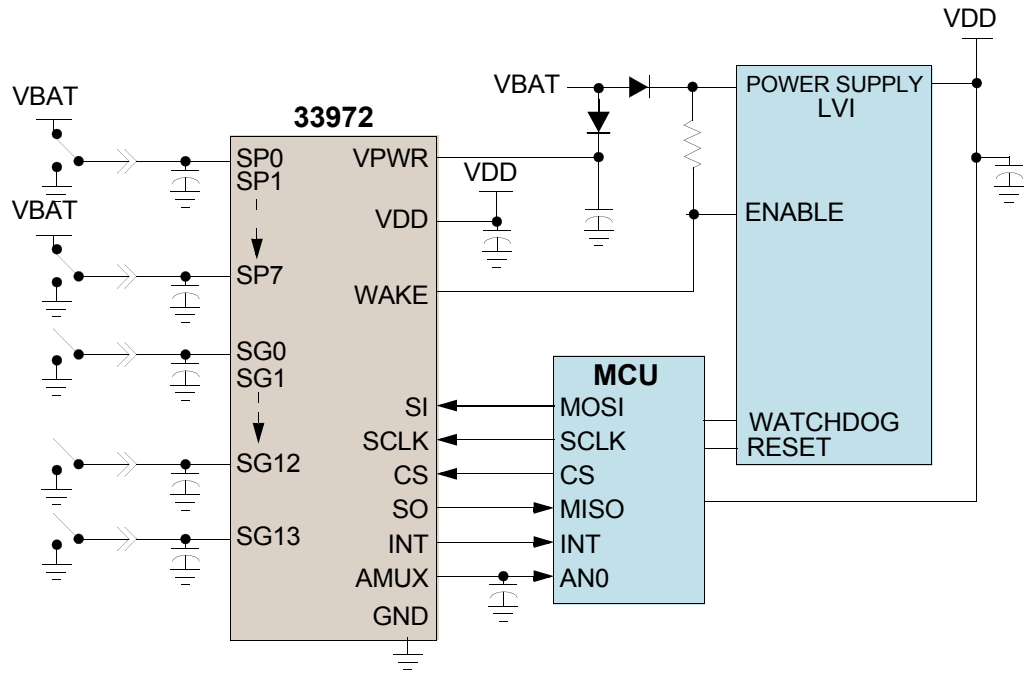 VDD
VBAT
POWER SUPPLY
LVI
VBAT
33972
SP0
SP1
VPWR
VDD
VBAT
VDD
ENABLE
SP7
WAKE
SG0
SG1
MCU
SI
MOSI
SCLK
SCLK
WATCHDOG
RESET
SG12
CS
CS
SO
MISO
SG13
INT
INT
AMUX
AN0
GND